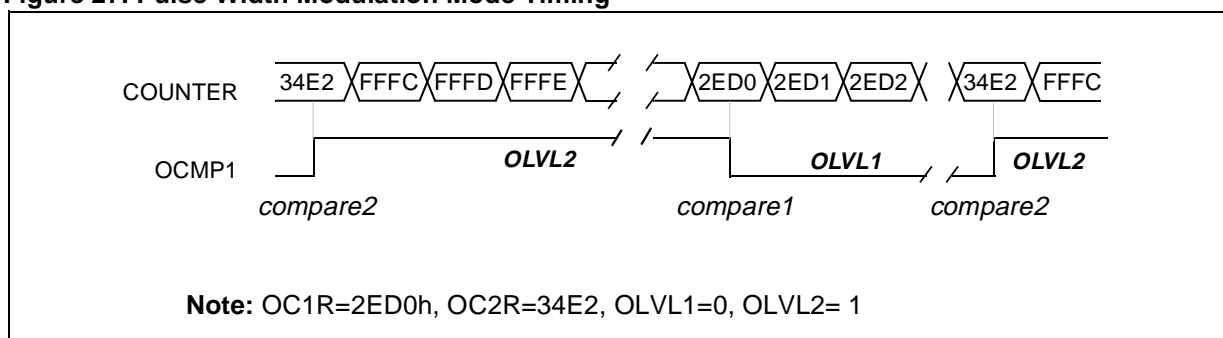 Figure 27. Pulse Width Modulation Mode Timing
COUNTER 34E2 FFFC FFFD FFFE 2ED0 2ED1 2ED2 34E2 FFFC
OCMP1 OLVL2 OLVL1 OLVL2
compare2 compare1 compare2
Note: OC1R=2ED0h, OC2R=34E2, OLVL1=0, OLVL2= 1